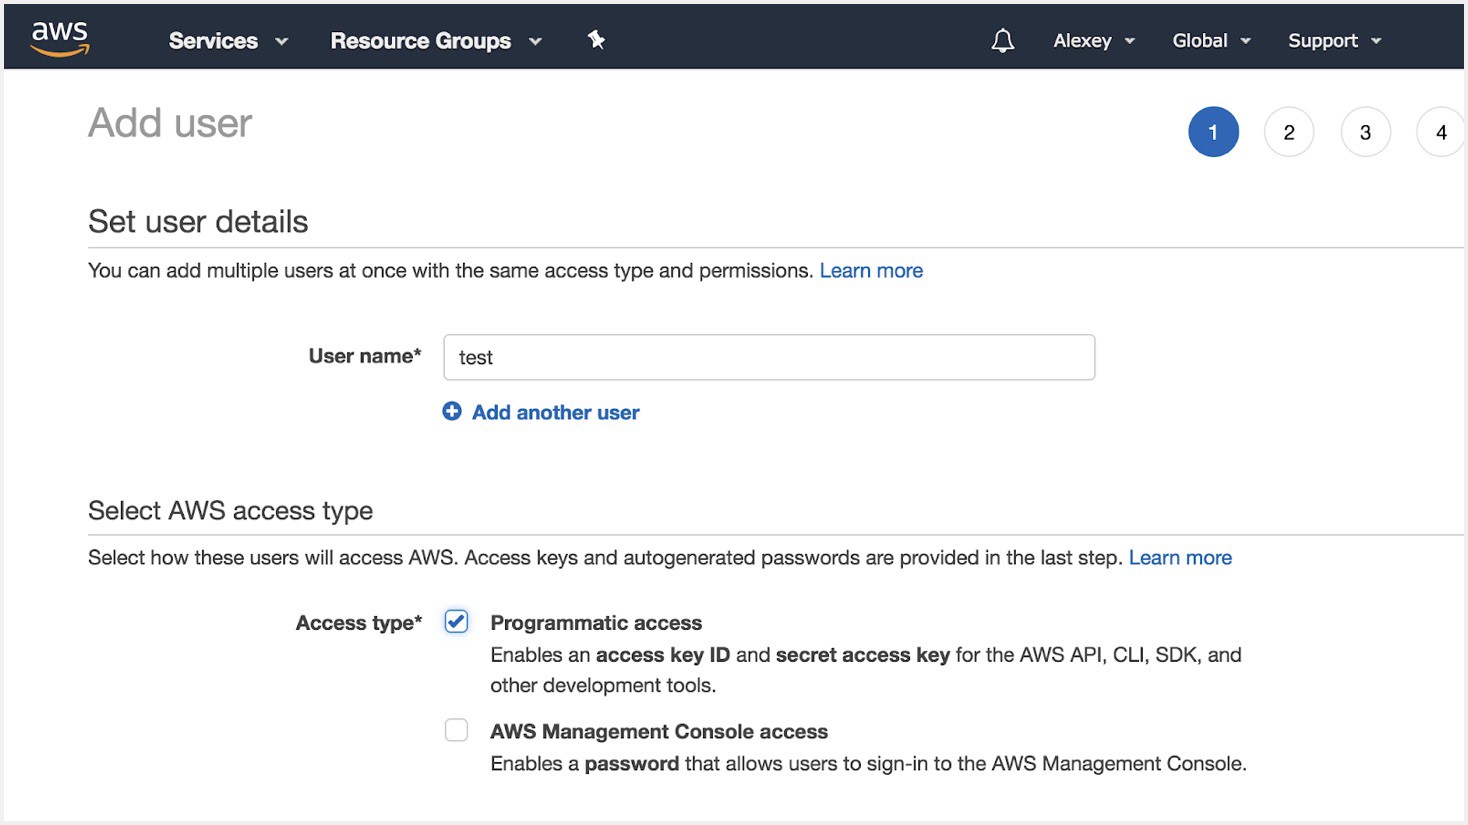 aws Services Resource Groups Alexey Global Support
Add user
1 2 3 4
Set user details
You can add multiple users at once with the same access type and permissions. Learn more
User name* test
Add another user
Select AWS access type
Select how these users will access AWS. Access keys and autogenerated passwords are provided in the last step. Learn more
Access type* Programmatic access
Enables an access key ID and secret access key for the AWS API, CLI, SDK, and
other development tools.
AWS Management Console access
Enables a password that allows users to sign-in to the AWS Management Console.